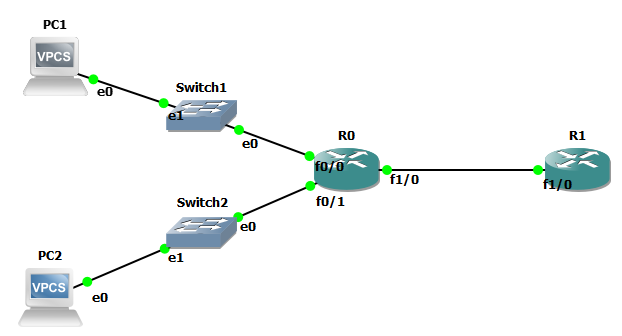 PC1
VPCS
e0
Switch1
e1
e0
R0
f0/0
f1/0
R1
f1/0
f0/1
Switch2
e0
e1
PC2
VPCS
e0